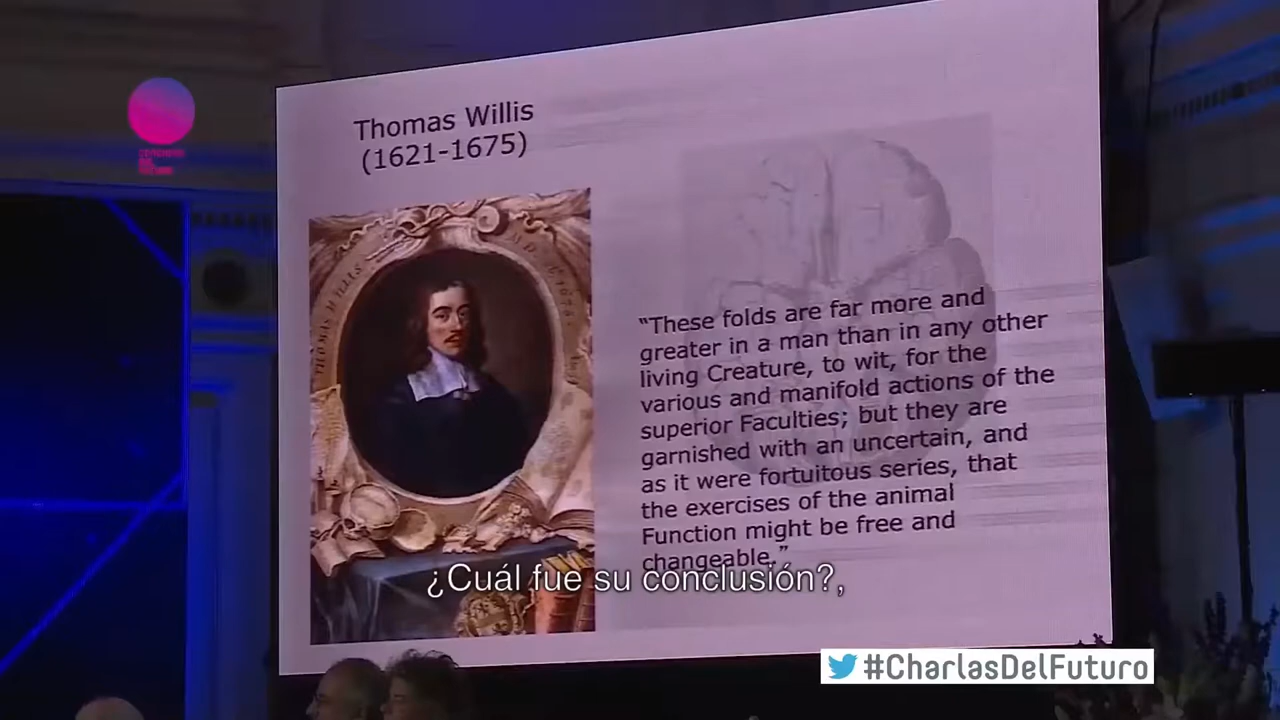 Thomas Willis
(1621-1675)
THOMAS WILLIS
“These folds are far more and
greater in a man than in any other
living Creature, to wit, for the
various and manifold actions of the
superior Faculties; but they are
garnished with an uncertain, and
as it were fortuitous series, that
the exercises of the animal
Function might be free and
changeable.”
¿Cuál fue su conclusión?,
#CharlasDelFuturo